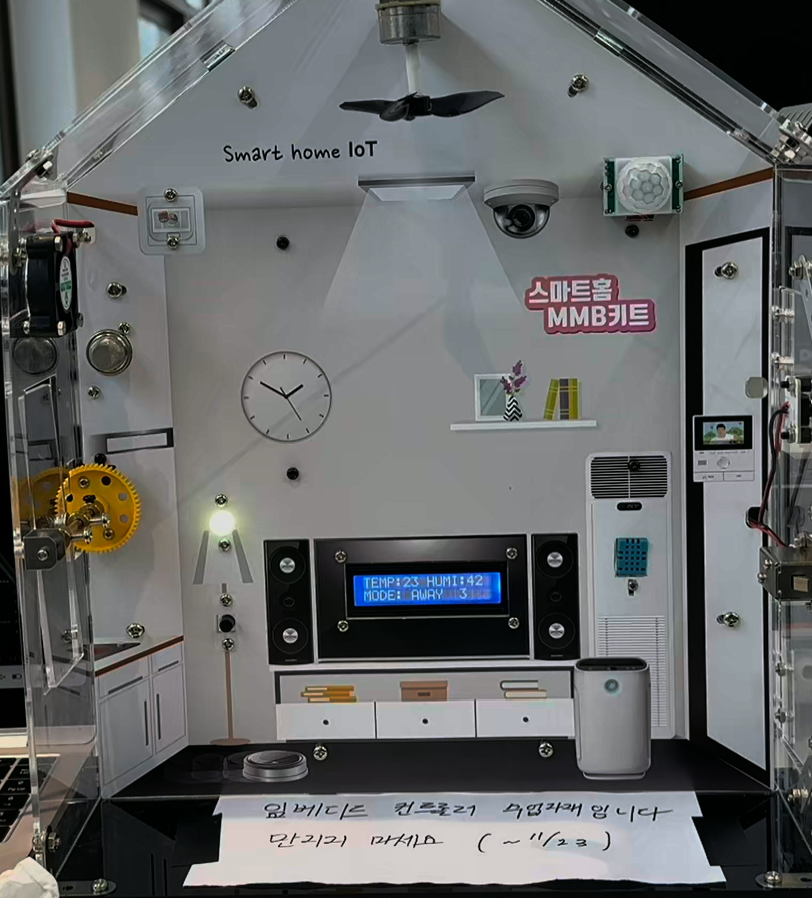 Smart home IoT
스마트홈
MMB키트
TEMP:23 HUMI:42
MODE: AWAY 3
임베디드 컨트롤러 수업자재입니다
만지지 마세요 (~11/23)